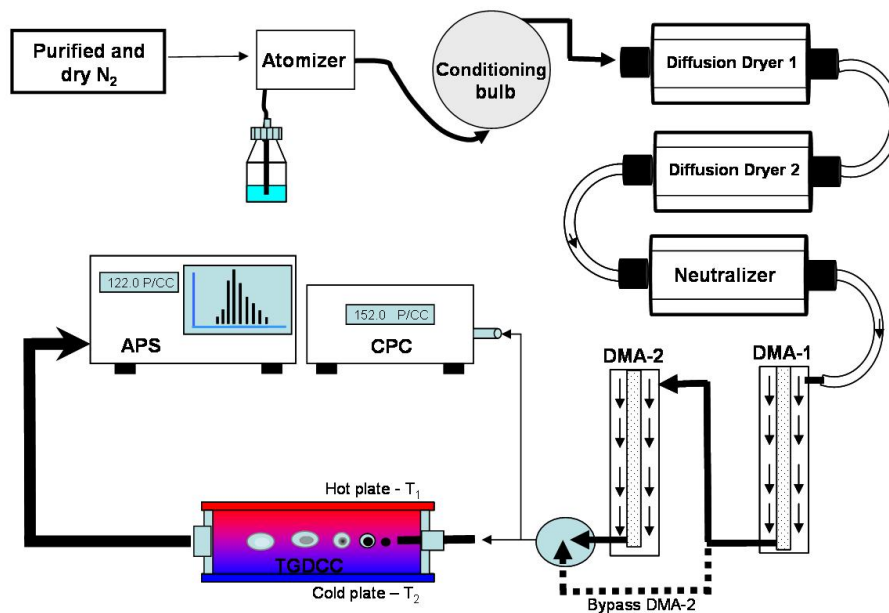 Purified and
dry N₂
Atomizer
Conditioning
bulb
Diffusion Dryer 1
Diffusion Dryer 2
Neutralizer
122.0 P/CC
APS
152.0 P/CC
CPC
DMA-2
DMA-1
Hot plate - T₁
TGDCC
Cold plate – T₂
Bypass DMA-2